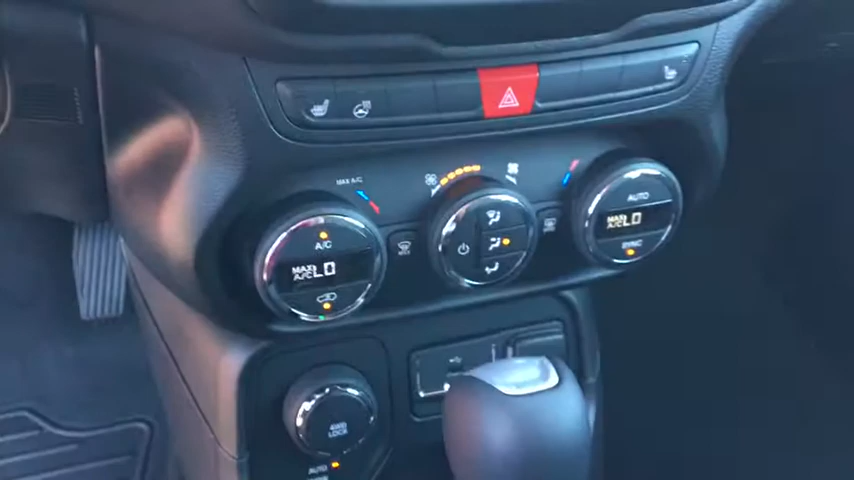 MAX A/C
A/C
MAX
A/C LO
AUTO
MAX
A/C LO
SYNC
4WD
LOCK
AUTO